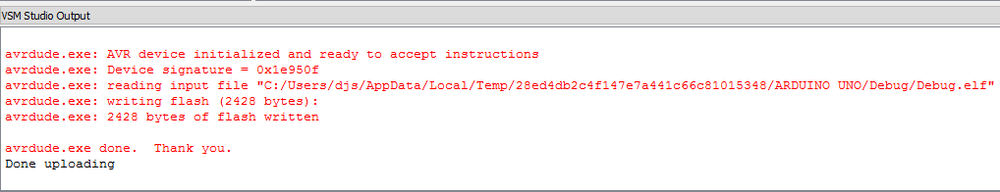 VSM Studio Output
avrdude.exe: AVR device initialized and ready to accept instructions
avrdude.exe: Device signature = 0x1e950f
avrdude.exe: reading input file "C:/Users/djs/AppData/Local/Temp/28ed4db2c4f147e7a441c66c81015348/ARDUINO UNO/Debug/Debug.elf"
avrdude.exe: writing flash (2428 bytes):
avrdude.exe: 2428 bytes of flash written
avrdude.exe done.  Thank you.
Done uploading